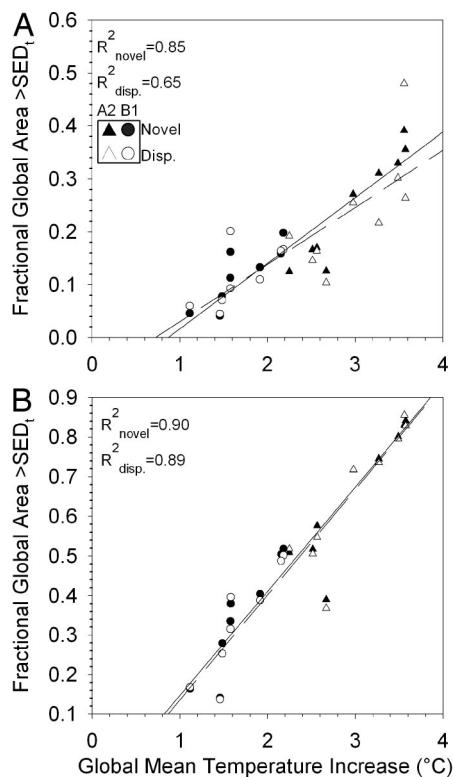 A
Fractional Global Area >SEDt
0.6
0.5
0.4
0.3
0.2
0.1
0.0
R2novel=0.85
R2disp.=0.65
A2 B1
Novel
Disp.
0 1 2 3 4
B
Fractional Global Area >SEDt
0.9
0.8
0.7
0.6
0.5
0.4
0.3
0.2
0.1
R2novel=0.90
R2disp.=0.89
0 1 2 3 4
Global Mean Temperature Increase (°C)